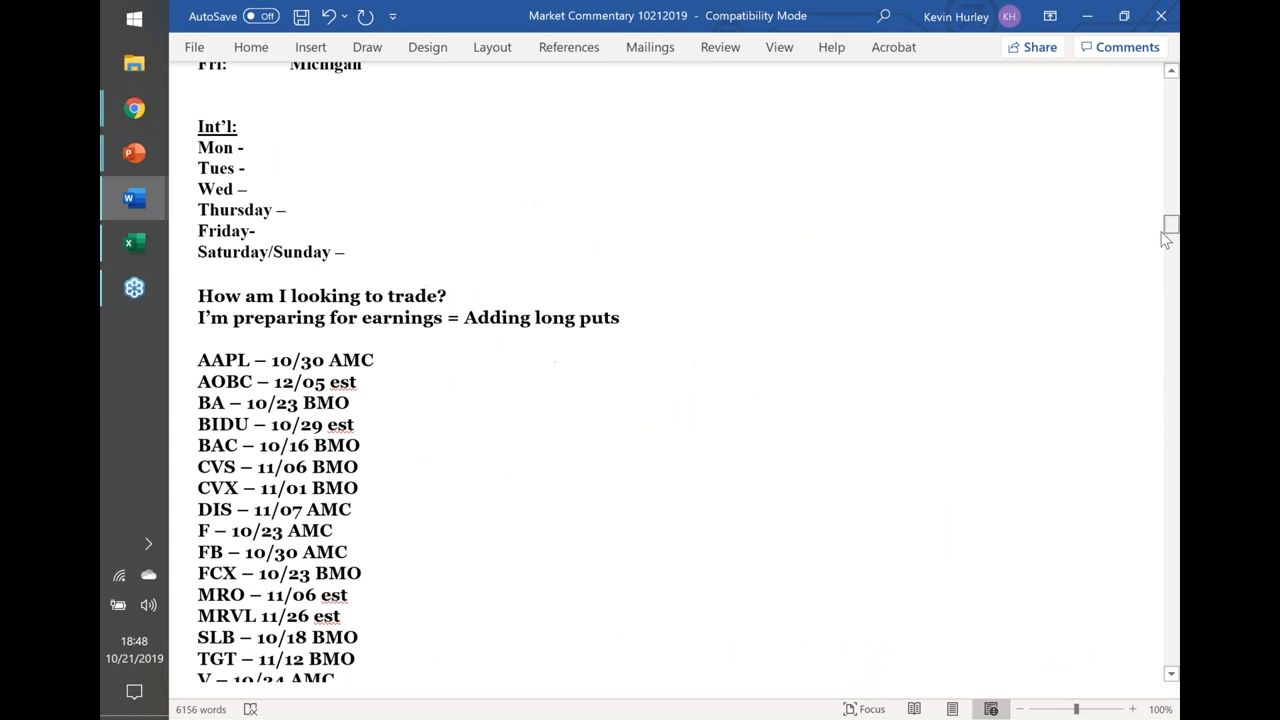 AutoSave Off Market Commentary 10212019 - Compatibility Mode Kevin Hurley KH
File Home Insert Draw Design Layout References Mailings Review View Help Acrobat Share Comments
Fri: Michigan
Int'l:
Mon -
Tues -
Wed –
Thursday –
Friday-
Saturday/Sunday –
How am I looking to trade?
I'm preparing for earnings = Adding long puts
AAPL – 10/30 AMC
AOBC – 12/05 est
BA – 10/23 BMO
BIDU – 10/29 est
BAC – 10/16 BMO
CVS – 11/06 BMO
CVX – 11/01 BMO
DIS – 11/07 AMC
F – 10/23 AMC
FB – 10/30 AMC
FCX – 10/23 BMO
MRO – 11/06 est
MRVL 11/26 est
SLB – 10/18 BMO
TGT – 11/12 BMO
V – 10/24 AMC
18:48
10/21/2019
6156 words Focus 100%